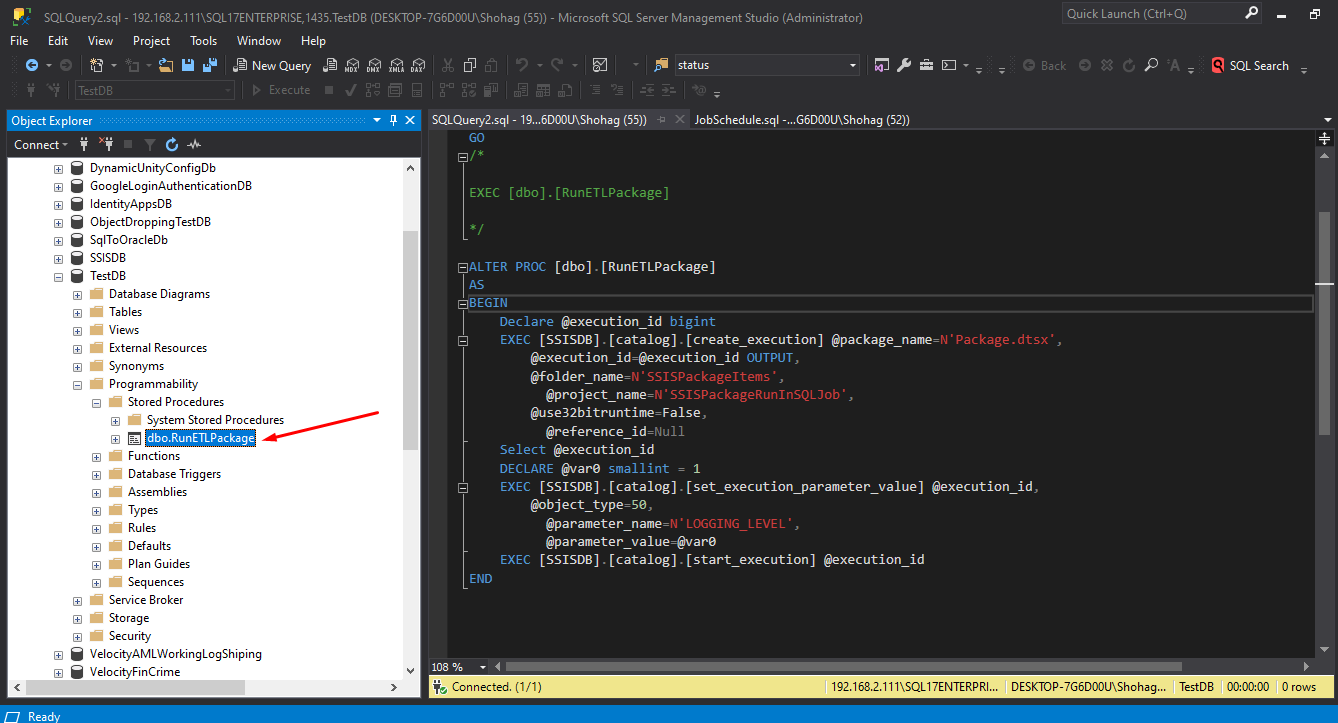 SQLQuery2.sql - 192.168.2.111\SQL17ENTERPRISE,1435.TestDB (DESKTOP-7G6D00U\Shohag (55)) - Microsoft SQL Server Management Studio (Administrator)
Quick Launch (Ctrl+Q)
File Edit View Project Tools Window Help
New Query
MDX
DMX
XMLA
DAX
status
Back
SQL Search
TestDB
Execute
Object Explorer
Connect
DynamicUnityConfigDb
GoogleLoginAuthenticationDB
IdentityAppsDB
ObjectDroppingTestDB
SqlToOracleDb
SSISDB
TestDB
Database Diagrams
Tables
Views
External Resources
Synonyms
Programmability
Stored Procedures
System Stored Procedures
dbo.RunETLPackage
Functions
Database Triggers
Assemblies
Types
Rules
Defaults
Plan Guides
Sequences
Service Broker
Storage
Security
VelocityAMLWorkingLogShiping
VelocityFinCrime
SQLQuery2.sql - 19...6D00U\Shohag (55)) JobSchedule.sql -...G6D00U\Shohag (52))
GO
/*
EXEC [dbo].[RunETLPackage]
*/
ALTER PROC [dbo].[RunETLPackage]
AS
BEGIN
Declare @execution_id bigint
EXEC [SSISDB].[catalog].[create_execution] @package_name=N'Package.dtsx',
@execution_id=@execution_id OUTPUT,
@folder_name=N'SSISPackageItems',
@project_name=N'SSISPackageRunInSQLJob',
@use32bitruntime=False,
@reference_id=Null
Select @execution_id
DECLARE @var0 smallint = 1
EXEC [SSISDB].[catalog].[set_execution_parameter_value] @execution_id,
@object_type=50,
@parameter_name=N'LOGGING_LEVEL',
@parameter_value=@var0
EXEC [SSISDB].[catalog].[start_execution] @execution_id
END
108 %
Connected. (1/1)
192.168.2.111\SQL17ENTERPRI... DESKTOP-7G6D00U\Shohag... TestDB 00:00:00 0 rows
Ready